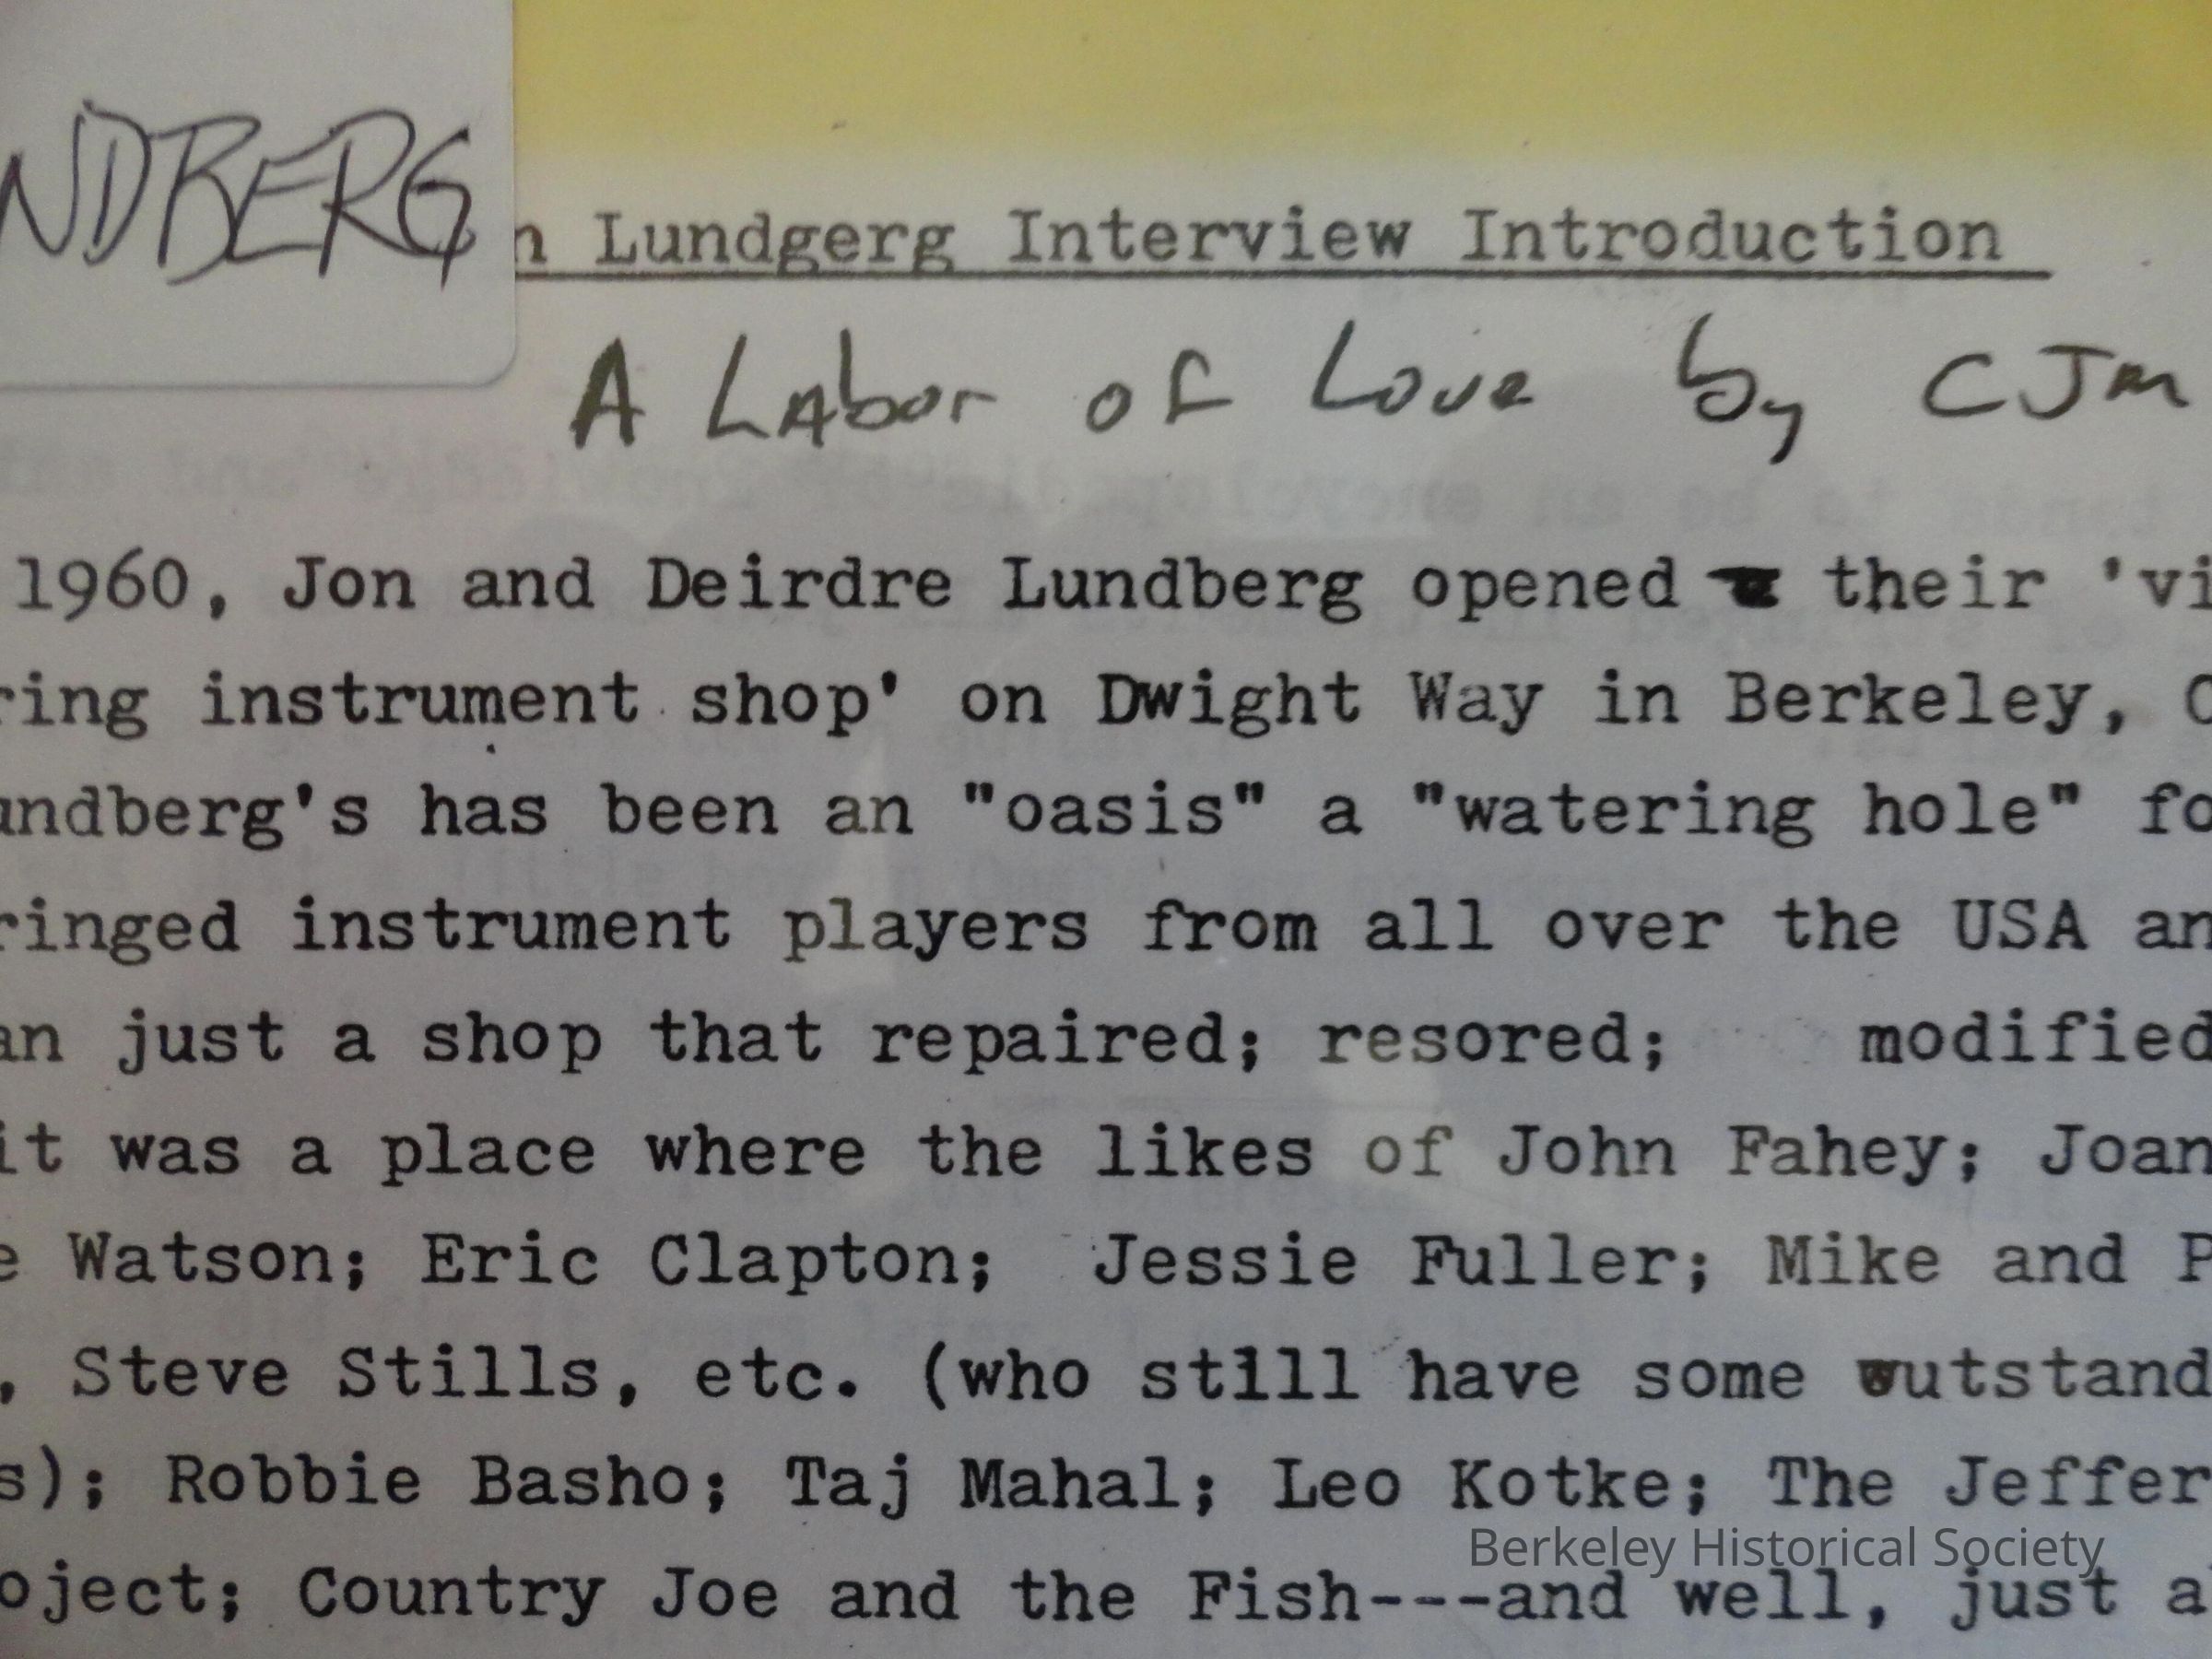 NDBERG
n Lundgerg Interview Introduction
A Labor of Love by CJM
1960, Jon and Deirdre Lundberg opened their 'vi
ring instrument shop' on Dwight Way in Berkeley, C
undberg's has been an "oasis" a "watering hole" fo
ringed instrument players from all over the USA an
an just a shop that repaired; resored; modified
it was a place where the likes of John Fahey; Joan
e Watson; Eric Clapton; Jessie Fuller; Mike and P
, Steve Stills, etc. (who still have some outstand
s); Robbie Basho; Taj Mahal; Leo Kotke; The Jeffer
oject; Country Joe and the Fish---and well, just a
Berkeley Historical Society